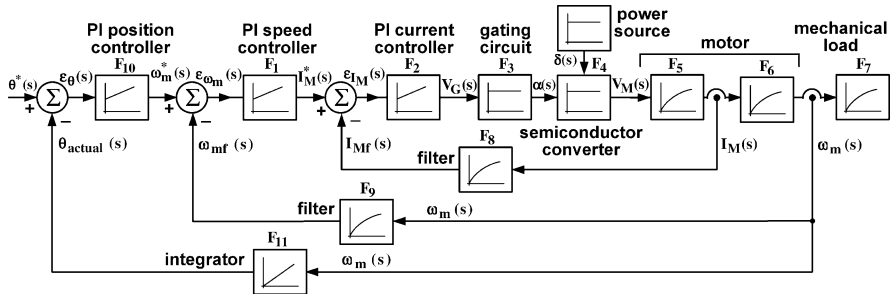 PI position controller
PI speed controller
PI current controller
gating circuit
power source
motor
mechanical load
θ*(s)
+
Σ
−
εθ(s)
F10
ω*m(s)
+
Σ
−
εωm(s)
F1
I*M(s)
+
Σ
−
εIM(s)
F2
VG(s)
F3
α(s)
δ(s)
F4
VM(s)
F5
F6
F7
semiconductor converter
θactual (s)
ωmf (s)
IMf(s)
filter
F8
IM(s)
ωm(s)
filter
F9
ωm (s)
integrator
F11
ωm (s)